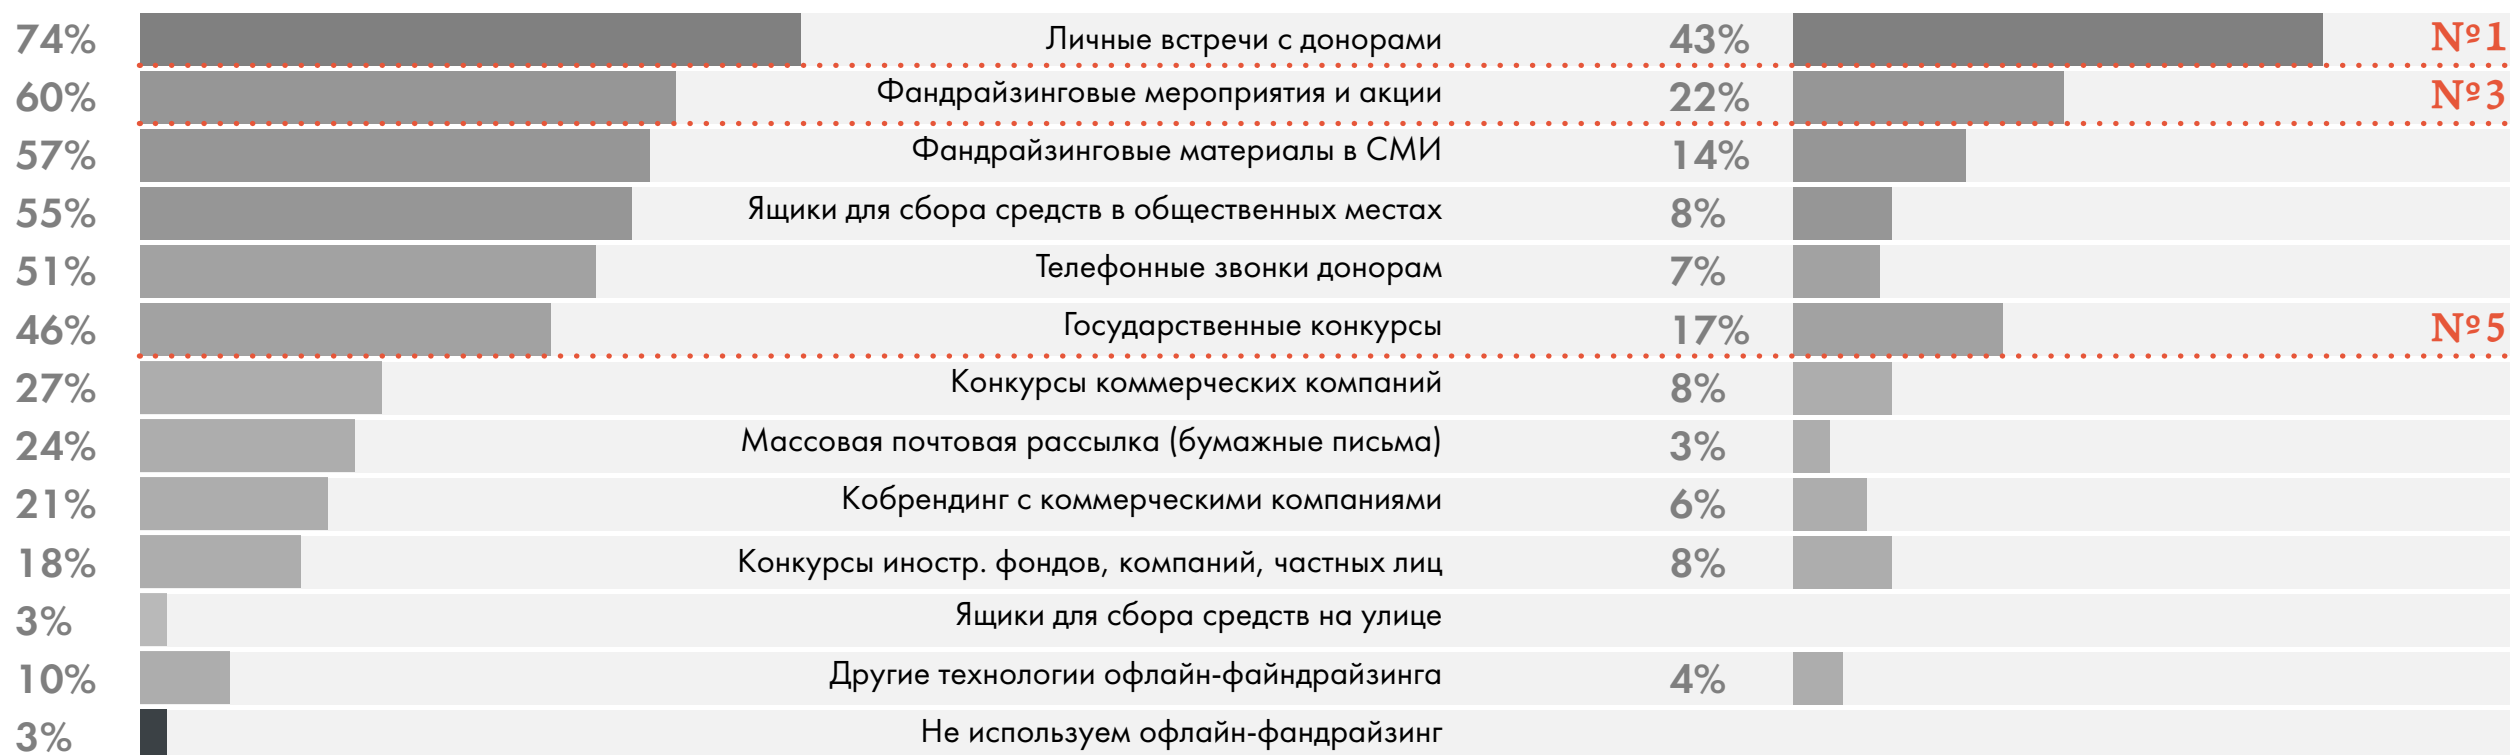 74% Личные встречи с донорами 43% №1
60% Фандрайзинговые мероприятия и акции 22% №3
57% Фандрайзинговые материалы в СМИ 14%
55% Ящики для сбора средств в общественных местах 8%
51% Телефонные звонки донорам 7%
46% Государственные конкурсы 17% №5
27% Конкурсы коммерческих компаний 8%
24% Массовая почтовая рассылка (бумажные письма) 3%
21% Кобрендинг с коммерческими компаниями 6%
18% Конкурсы иностр. фондов, компаний, частных лиц 8%
3% Ящики для сбора средств на улице
10% Другие технологии офлайн-файндрайзинга 4%
3% Не используем офлайн-фандрайзинг